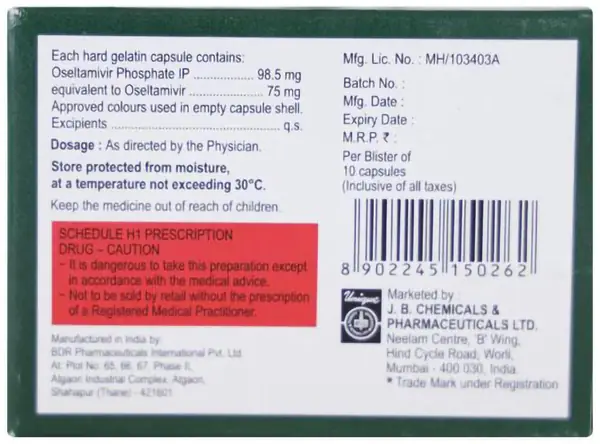 Each hard gelatin capsule contains:
Oseltamivir Phosphate IP .................. 98.5 mg
equivalent to Oseltamivir .................... 75 mg
Approved colours used in empty capsule shell.
Excipients .................................................. q.s.
Dosage : As directed by the Physician.
Store protected from moisture,
at a temperature not exceeding 30°C.
Keep the medicine out of reach of children.
SCHEDULE H1 PRESCRIPTION
DRUG – CAUTION
– It is dangerous to take this preparation except
in accordance with the medical advice.
– Not to be sold by retail without the prescription
of a Registered Medical Practitioner.
Manufactured in India by:
BDR Pharmaceuticals International Pvt. Ltd.
At: Plot No: 65, 66, 67, Phase II,
Atgaon Industrial Complex, Atgaon,
Shahapur (Thane) - 421601
Mfg. Lic. No. : MH/103403A
Batch No. :
Mfg. Date :
Expiry Date :
M.R.P. ₹ :
Per Blister of
10 capsules
(Inclusive of all taxes)
8 902245 150262
Unique
Marketed by :
J. B. CHEMICALS &
PHARMACEUTICALS LTD.
Neelam Centre, 'B' Wing,
Hind Cycle Road, Worli,
Mumbai - 400 030, India.
* Trade Mark under Registration